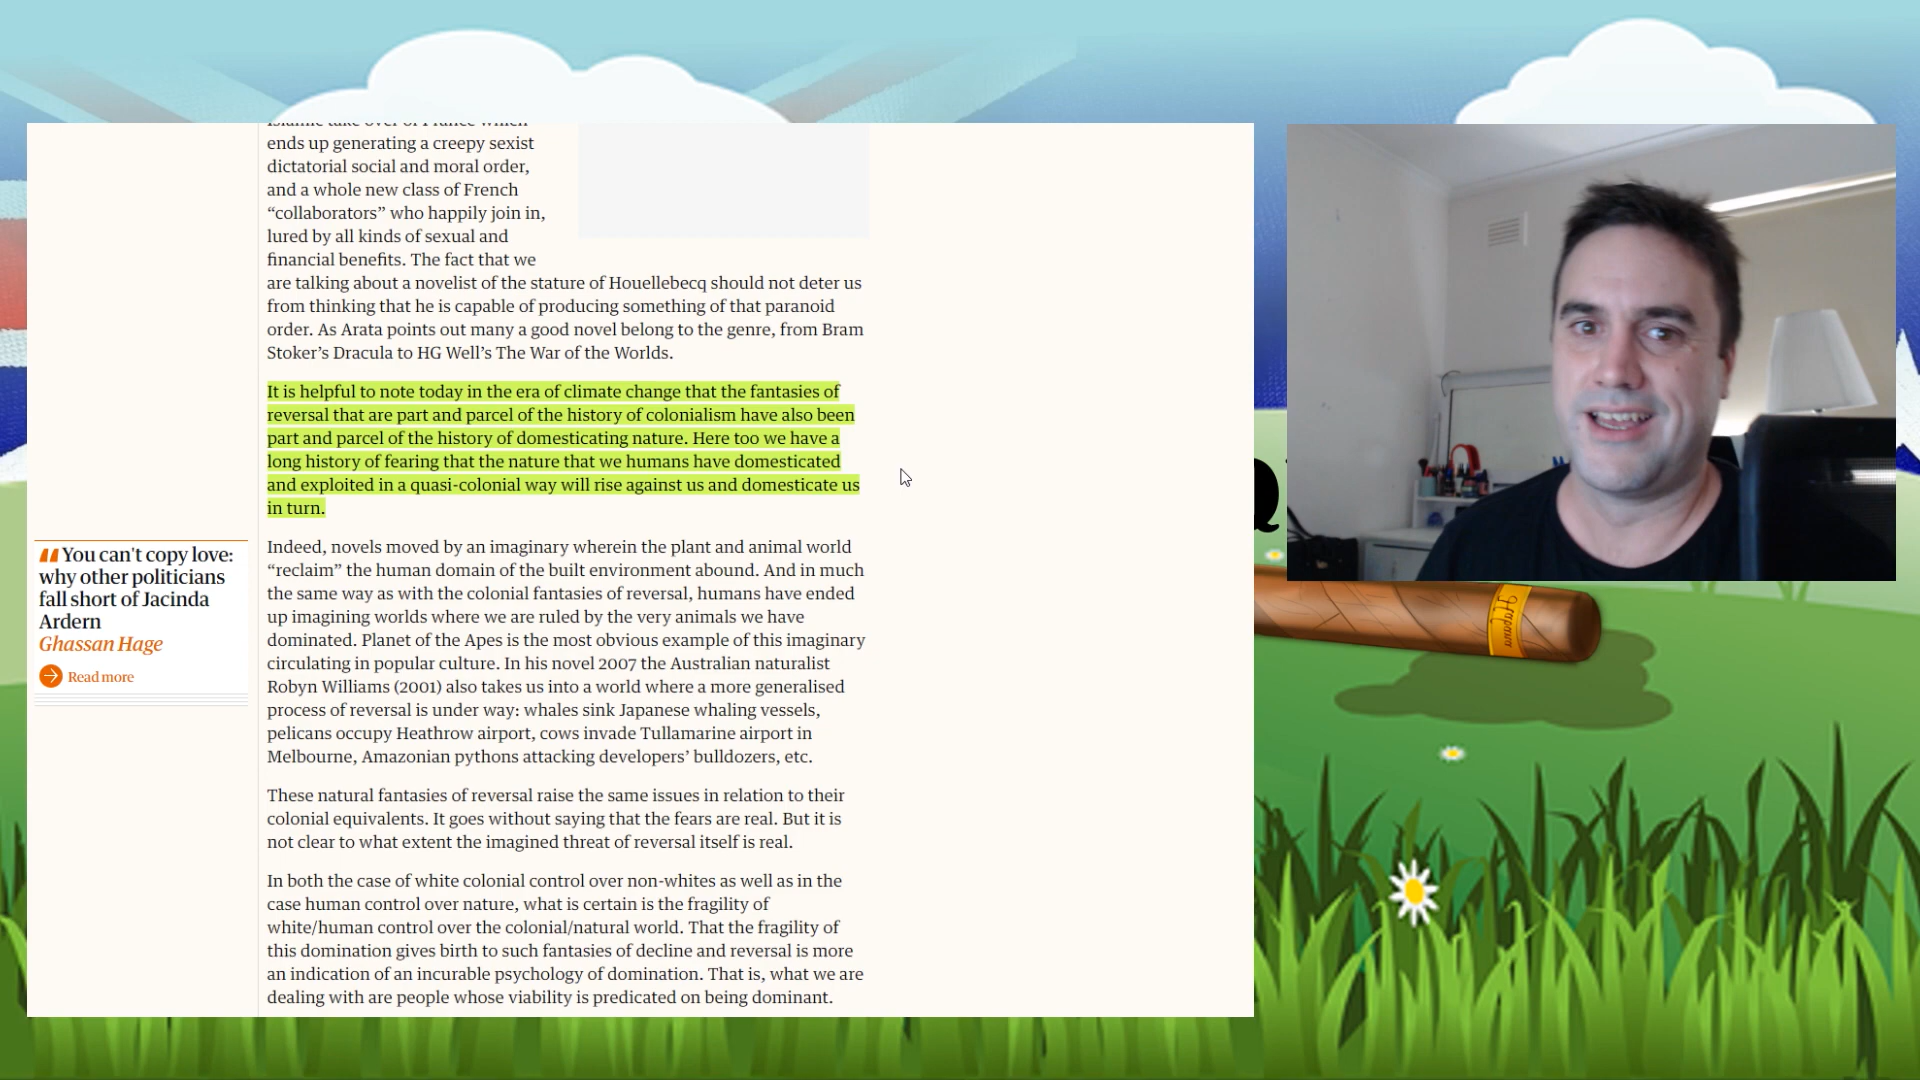 Islamic take over of France which
ends up generating a creepy sexist
dictatorial social and moral order,
and a whole new class of French
“collaborators” who happily join in,
lured by all kinds of sexual and
financial benefits. The fact that we
are talking about a novelist of the stature of Houellebecq should not deter us
from thinking that he is capable of producing something of that paranoid
order. As Arata points out many a good novel belong to the genre, from Bram
Stoker’s Dracula to HG Well’s The War of the Worlds.
It is helpful to note today in the era of climate change that the fantasies of
reversal that are part and parcel of the history of colonialism have also been
part and parcel of the history of domesticating nature. Here too we have a
long history of fearing that the nature that we humans have domesticated
and exploited in a quasi-colonial way will rise against us and domesticate us
in turn.
You can't copy love:
why other politicians
fall short of Jacinda
Ardern
Ghassan Hage
Read more
Indeed, novels moved by an imaginary wherein the plant and animal world
“reclaim” the human domain of the built environment abound. And in much
the same way as with the colonial fantasies of reversal, humans have ended
up imagining worlds where we are ruled by the very animals we have
dominated. Planet of the Apes is the most obvious example of this imaginary
circulating in popular culture. In his novel 2007 the Australian naturalist
Robyn Williams (2001) also takes us into a world where a more generalised
process of reversal is under way: whales sink Japanese whaling vessels,
pelicans occupy Heathrow airport, cows invade Tullamarine airport in
Melbourne, Amazonian pythons attacking developers’ bulldozers, etc.
These natural fantasies of reversal raise the same issues in relation to their
colonial equivalents. It goes without saying that the fears are real. But it is
not clear to what extent the imagined threat of reversal itself is real.
In both the case of white colonial control over non-whites as well as in the
case human control over nature, what is certain is the fragility of
white/human control over the colonial/natural world. That the fragility of
this domination gives birth to such fantasies of decline and reversal is more
an indication of an incurable psychology of domination. That is, what we are
dealing with are people whose viability is predicated on being dominant.
Q
Havana